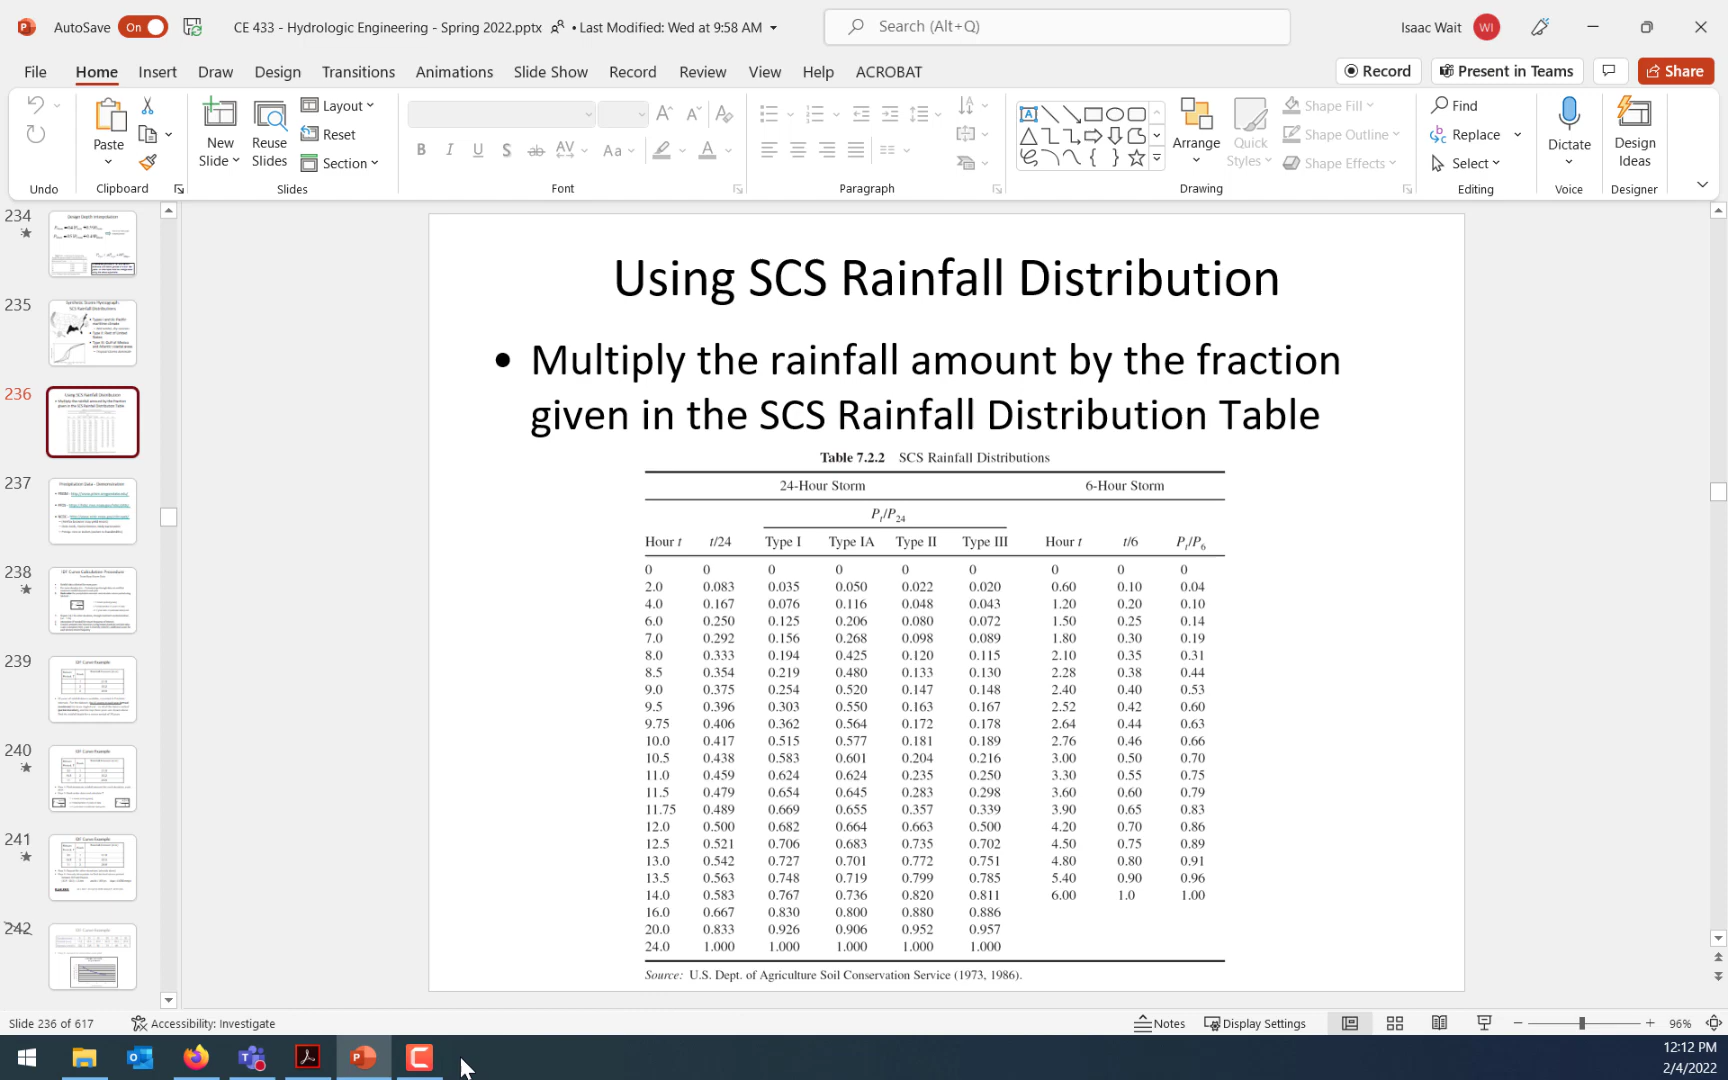 AutoSave On CE 433 - Hydrologic Engineering - Spring 2022.pptx • Last Modified: Wed at 9:58 AM Search (Alt+Q) Isaac Wait WI
File Home Insert Draw Design Transitions Animations Slide Show Record Review View Help ACROBAT Record Present in Teams Share
Paste
New Slide
Reuse Slides
Layout
Reset
Section
Shape Fill
Shape Outline
Shape Effects
Arrange
Quick Styles
Find
Replace
Select
Dictate
Design Ideas
Undo Clipboard Slides Font Paragraph Drawing Editing Voice Designer
234
235
236
237
238
239
240
241
242
Using SCS Rainfall Distribution
• Multiply the rainfall amount by the fraction
given in the SCS Rainfall Distribution Table
Table 7.2.2 SCS Rainfall Distributions
24-Hour Storm 6-Hour Storm
Pt/P24
Hour t t/24 Type I Type IA Type II Type III Hour t t/6 Pt/P6
0 0 0 0 0 0 0 0 0
2.0 0.083 0.035 0.050 0.022 0.020 0.60 0.10 0.04
4.0 0.167 0.076 0.116 0.048 0.043 1.20 0.20 0.10
6.0 0.250 0.125 0.206 0.080 0.072 1.50 0.25 0.14
7.0 0.292 0.156 0.268 0.098 0.089 1.80 0.30 0.19
8.0 0.333 0.194 0.425 0.120 0.115 2.10 0.35 0.31
8.5 0.354 0.219 0.480 0.133 0.130 2.28 0.38 0.44
9.0 0.375 0.254 0.520 0.147 0.148 2.40 0.40 0.53
9.5 0.396 0.303 0.550 0.163 0.167 2.52 0.42 0.60
9.75 0.406 0.362 0.564 0.172 0.178 2.64 0.44 0.63
10.0 0.417 0.515 0.577 0.181 0.189 2.76 0.46 0.66
10.5 0.438 0.583 0.601 0.204 0.216 3.00 0.50 0.70
11.0 0.459 0.624 0.624 0.235 0.250 3.30 0.55 0.75
11.5 0.479 0.654 0.645 0.283 0.298 3.60 0.60 0.79
11.75 0.489 0.669 0.655 0.357 0.339 3.90 0.65 0.83
12.0 0.500 0.682 0.664 0.663 0.500 4.20 0.70 0.86
12.5 0.521 0.706 0.683 0.735 0.702 4.50 0.75 0.89
13.0 0.542 0.727 0.701 0.772 0.751 4.80 0.80 0.91
13.5 0.563 0.748 0.719 0.799 0.785 5.40 0.90 0.96
14.0 0.583 0.767 0.736 0.820 0.811 6.00 1.0 1.00
16.0 0.667 0.830 0.800 0.880 0.886
20.0 0.833 0.926 0.906 0.952 0.957
24.0 1.000 1.000 1.000 1.000 1.000
Source: U.S. Dept. of Agriculture Soil Conservation Service (1973, 1986).
Slide 236 of 617 Accessibility: Investigate Notes Display Settings 96%
12:12 PM
2/4/2022